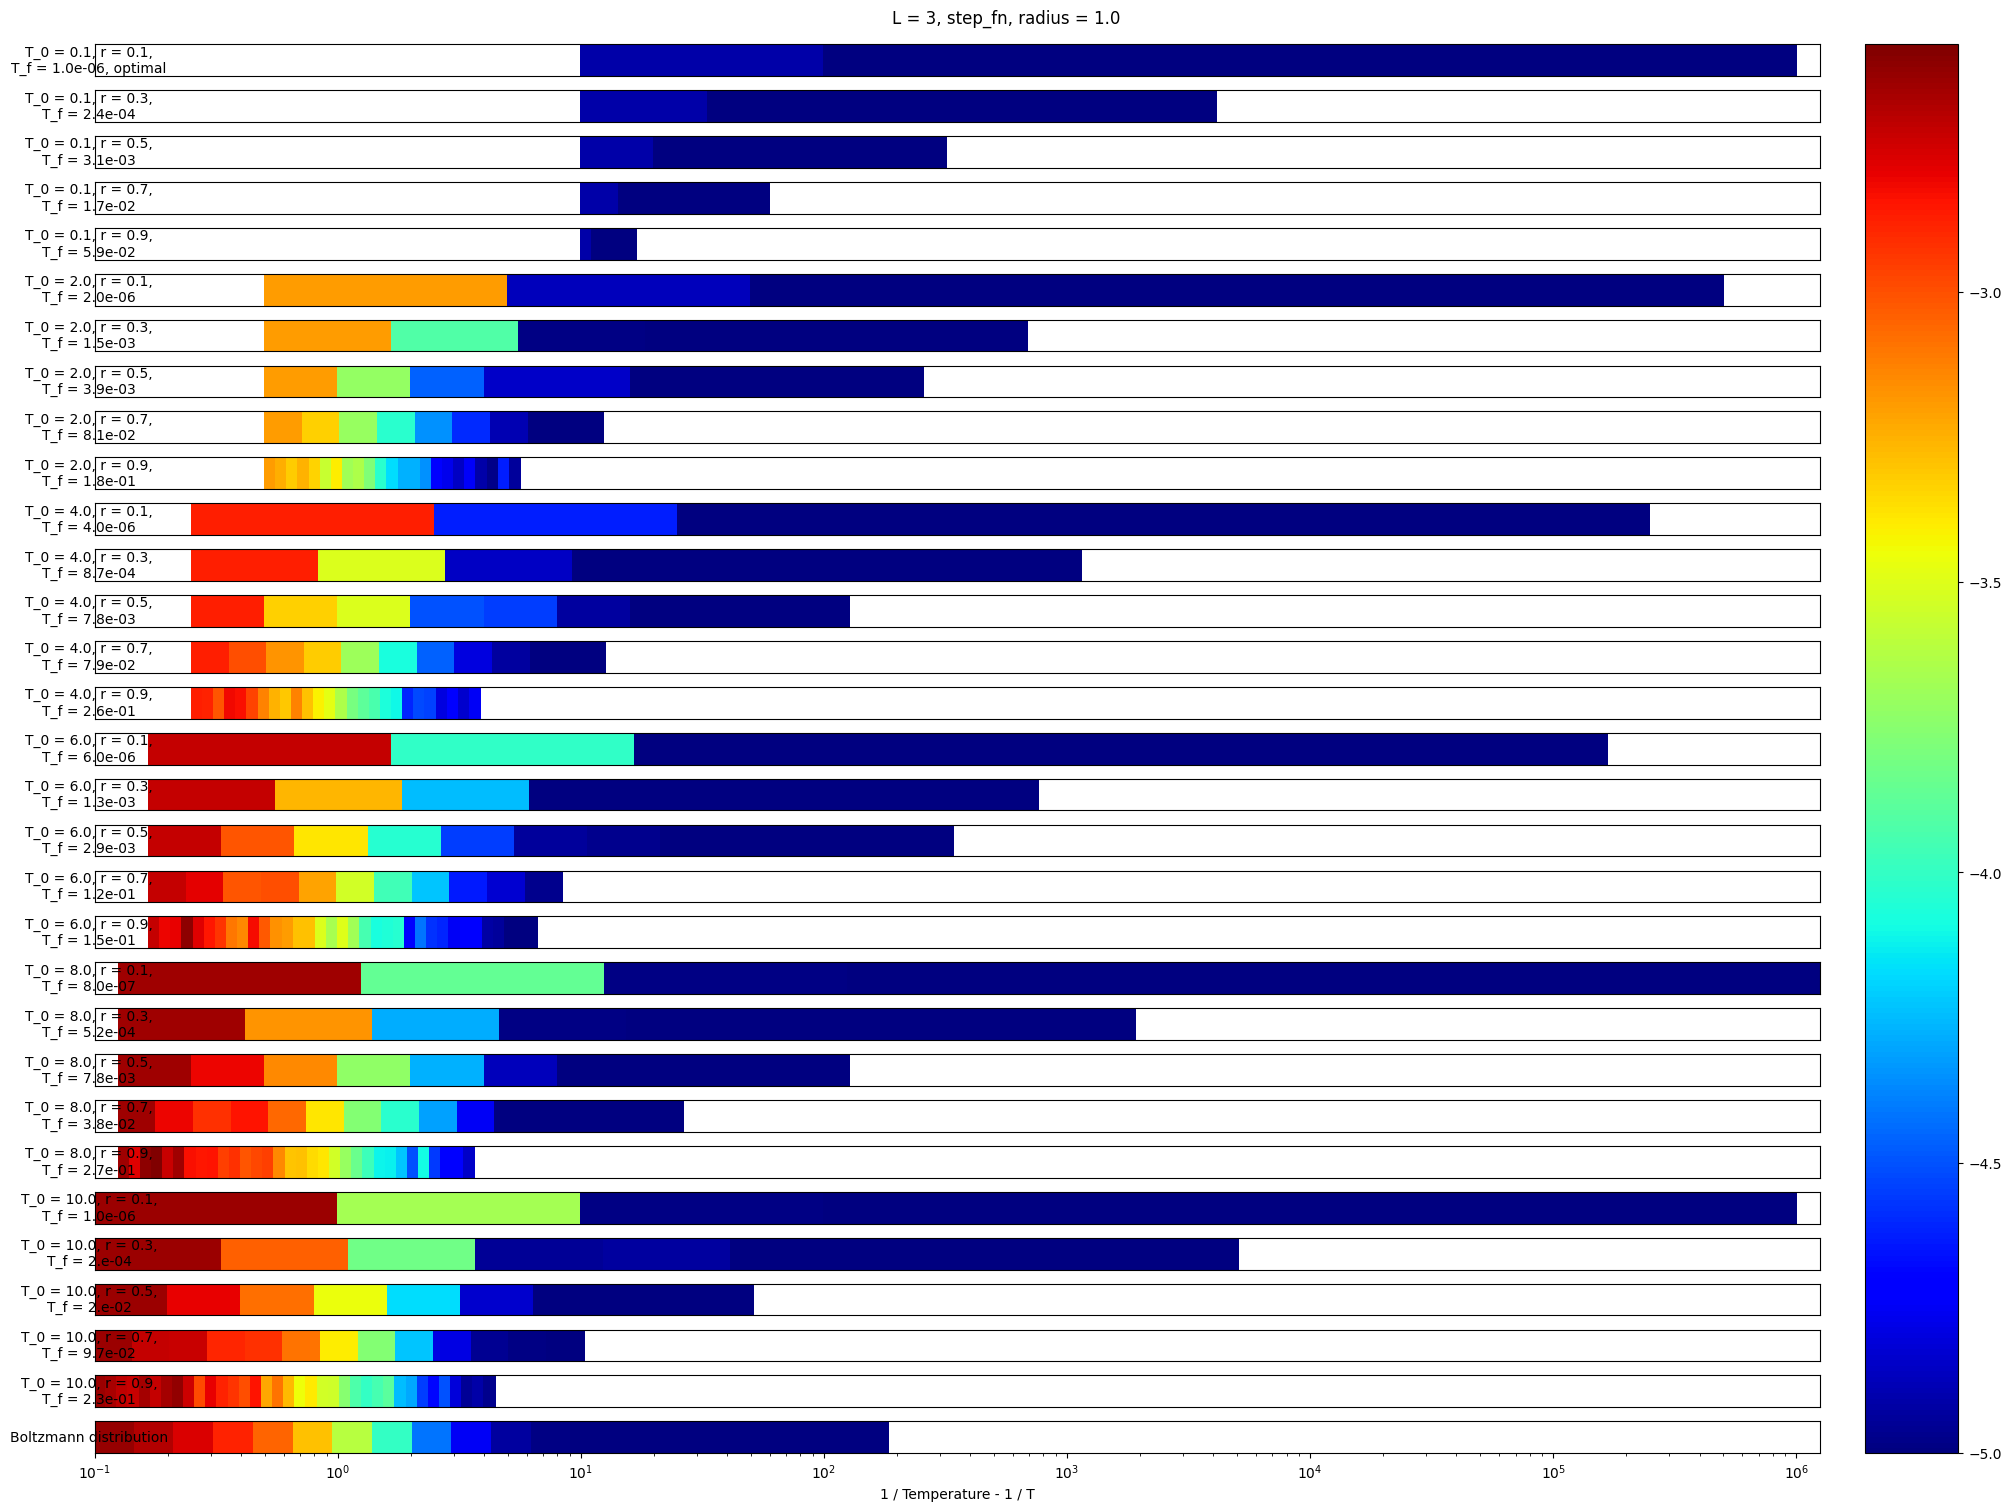 L = 3, step_fn, radius = 1.0
T_0 = 0.1, r = 0.1,
T_f = 1.0e-06, optimal
T_0 = 0.1, r = 0.3,
T_f = 2.4e-04
T_0 = 0.1, r = 0.5,
T_f = 3.1e-03
T_0 = 0.1, r = 0.7,
T_f = 1.7e-02
T_0 = 0.1, r = 0.9,
T_f = 5.9e-02
T_0 = 2.0, r = 0.1,
T_f = 2.0e-06
T_0 = 2.0, r = 0.3,
T_f = 1.5e-03
T_0 = 2.0, r = 0.5,
T_f = 3.9e-03
T_0 = 2.0, r = 0.7,
T_f = 8.1e-02
T_0 = 2.0, r = 0.9,
T_f = 1.8e-01
T_0 = 4.0, r = 0.1,
T_f = 4.0e-06
T_0 = 4.0, r = 0.3,
T_f = 8.7e-04
T_0 = 4.0, r = 0.5,
T_f = 7.8e-03
T_0 = 4.0, r = 0.7,
T_f = 7.9e-02
T_0 = 4.0, r = 0.9,
T_f = 2.6e-01
T_0 = 6.0, r = 0.1,
T_f = 6.0e-06
T_0 = 6.0, r = 0.3,
T_f = 1.3e-03
T_0 = 6.0, r = 0.5,
T_f = 2.9e-03
T_0 = 6.0, r = 0.7,
T_f = 1.2e-01
T_0 = 6.0, r = 0.9,
T_f = 1.5e-01
T_0 = 8.0, r = 0.1,
T_f = 8.0e-07
T_0 = 8.0, r = 0.3,
T_f = 5.2e-04
T_0 = 8.0, r = 0.5,
T_f = 7.8e-03
T_0 = 8.0, r = 0.7,
T_f = 3.8e-02
T_0 = 8.0, r = 0.9,
T_f = 2.7e-01
T_0 = 10.0, r = 0.1,
T_f = 1.0e-06
T_0 = 10.0, r = 0.3,
T_f = 2.e-04
T_0 = 10.0, r = 0.5,
T_f = 2.e-02
T_0 = 10.0, r = 0.7,
T_f = 9.7e-02
T_0 = 10.0, r = 0.9,
T_f = 2.3e-01
Boltzmann distribution
10⁻¹ 10⁰ 10¹ 10² 10³ 10⁴ 10⁵ 10⁶
1 / Temperature - 1 / T
−3.0
−3.5
−4.0
−4.5
−5.0